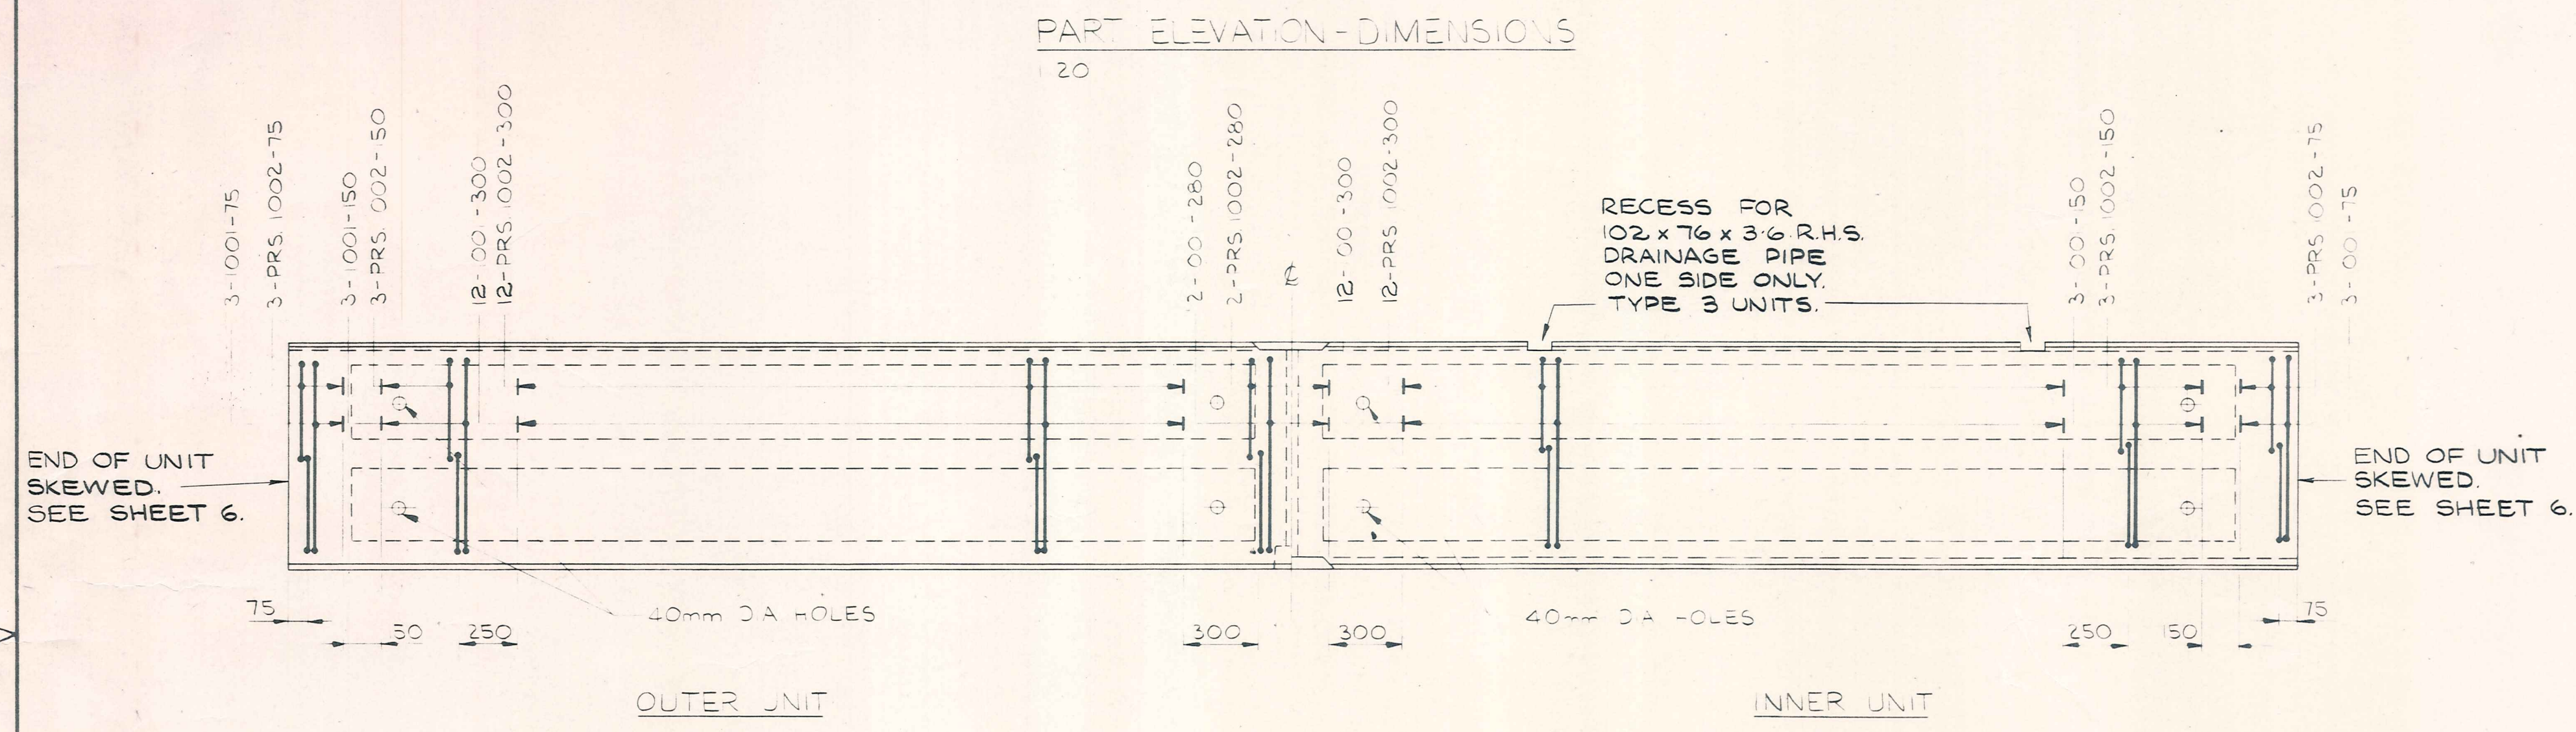 PART ELEVATION-DIMENSIONS
1 20
3-1001-75
3-PRS. 1002-75
3-1001-150
3-PRS. 002-150
12-100 -300
12-PRS. 1002-300
2- 00 -280
2-PRS. 1002-280
℄
12- 00 -300
12-PRS 1002-300
RECESS FOR
102 x 76 x 3·6 R.H.S.
DRAINAGE PIPE
ONE SIDE ONLY.
TYPE 3 UNITS.
3- 00 -150
3-PRS. 1002-150
3-PRS 002-75
3- 00 -75
END OF UNIT
SKEWED.
SEE SHEET 6.
END OF UNIT
SKEWED.
SEE SHEET 6.
75
50
250
40mm DIA HOLES
300
300
40mm DIA HOLES
250
150
75
OUTER UNIT
INNER UNIT